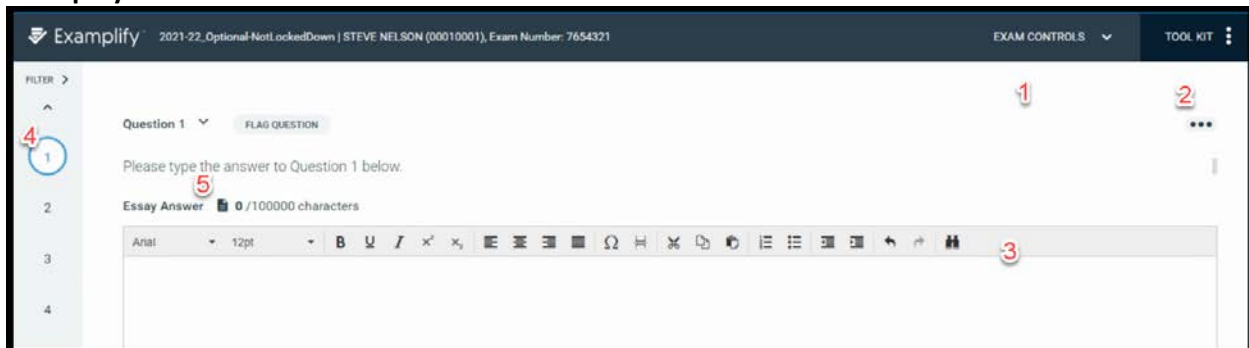 Examplify 2021-22_Optional-NotLockedDown | STEVE NELSON (00010001), Exam Number: 7654321 EXAM CONTROLS TOOL KIT
FILTER >
1 2
Question 1 FLAG QUESTION
4
1
Please type the answer to Question 1 below.
5
2 Essay Answer 0 /100000 characters
Arial 12pt B U I x² x₂ Ω
3
3
4